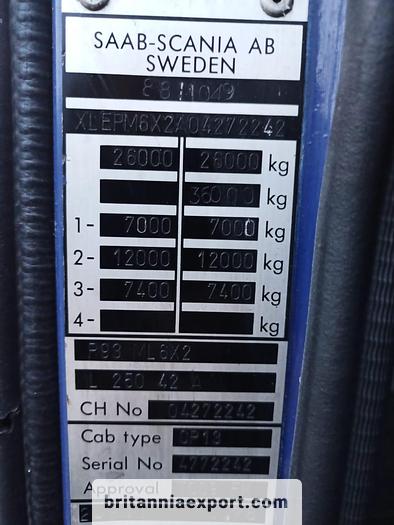 SAAB-SCANIA AB
SWEDEN
88/1049
XLEPM6X2A04272242
26000 26000 kg
36000 kg
1- 7000 7000 kg
2- 12000 12000 kg
3- 7400 7400 kg
4- kg
P93 ML6X2
L 250 42 A
CH No 04272242
Cab type CP19
Serial No 4772242
Approval
britanniaexport.com